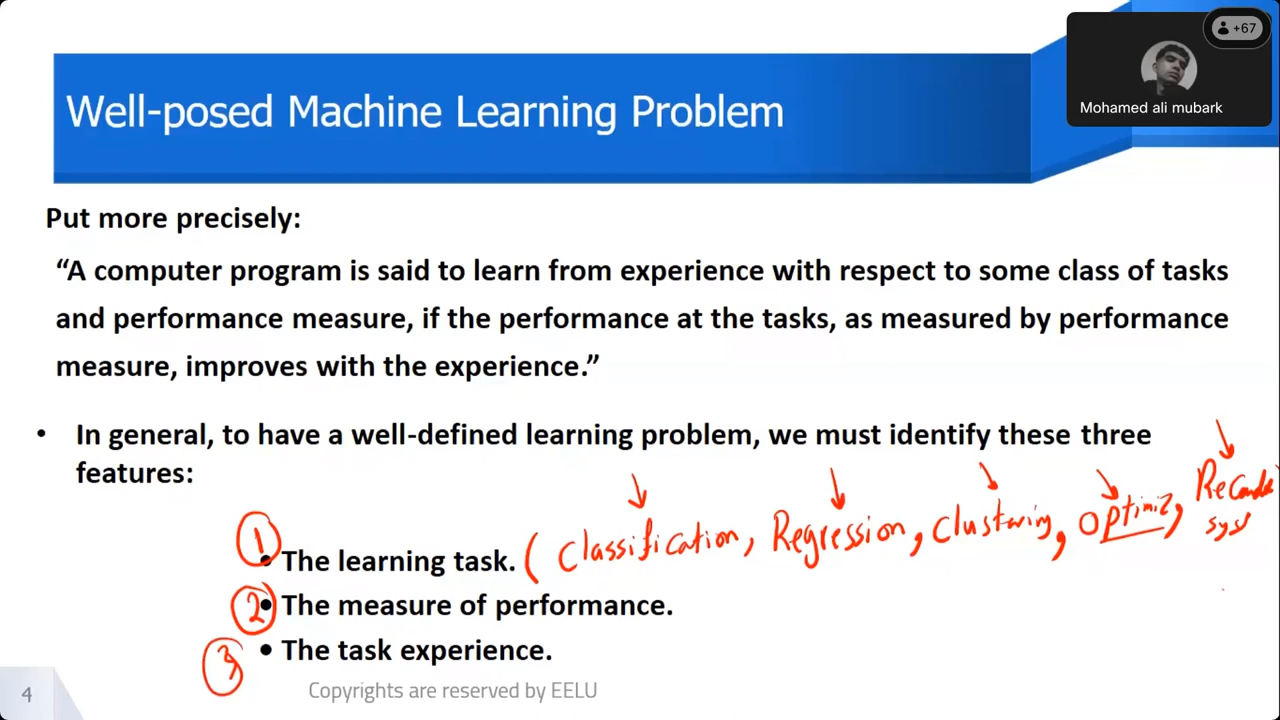 +67
Mohamed ali mubark
Well-posed Machine Learning Problem
Put more precisely:
“A computer program is said to learn from experience with respect to some class of tasks
and performance measure, if the performance at the tasks, as measured by performance
measure, improves with the experience.”
• In general, to have a well-defined learning problem, we must identify these three
features:
1 • The learning task. ( Classification, Regression, Clustering, Optimiz,
sys
2 • The measure of performance.
3 • The task experience.
4
Copyrights are reserved by EELU